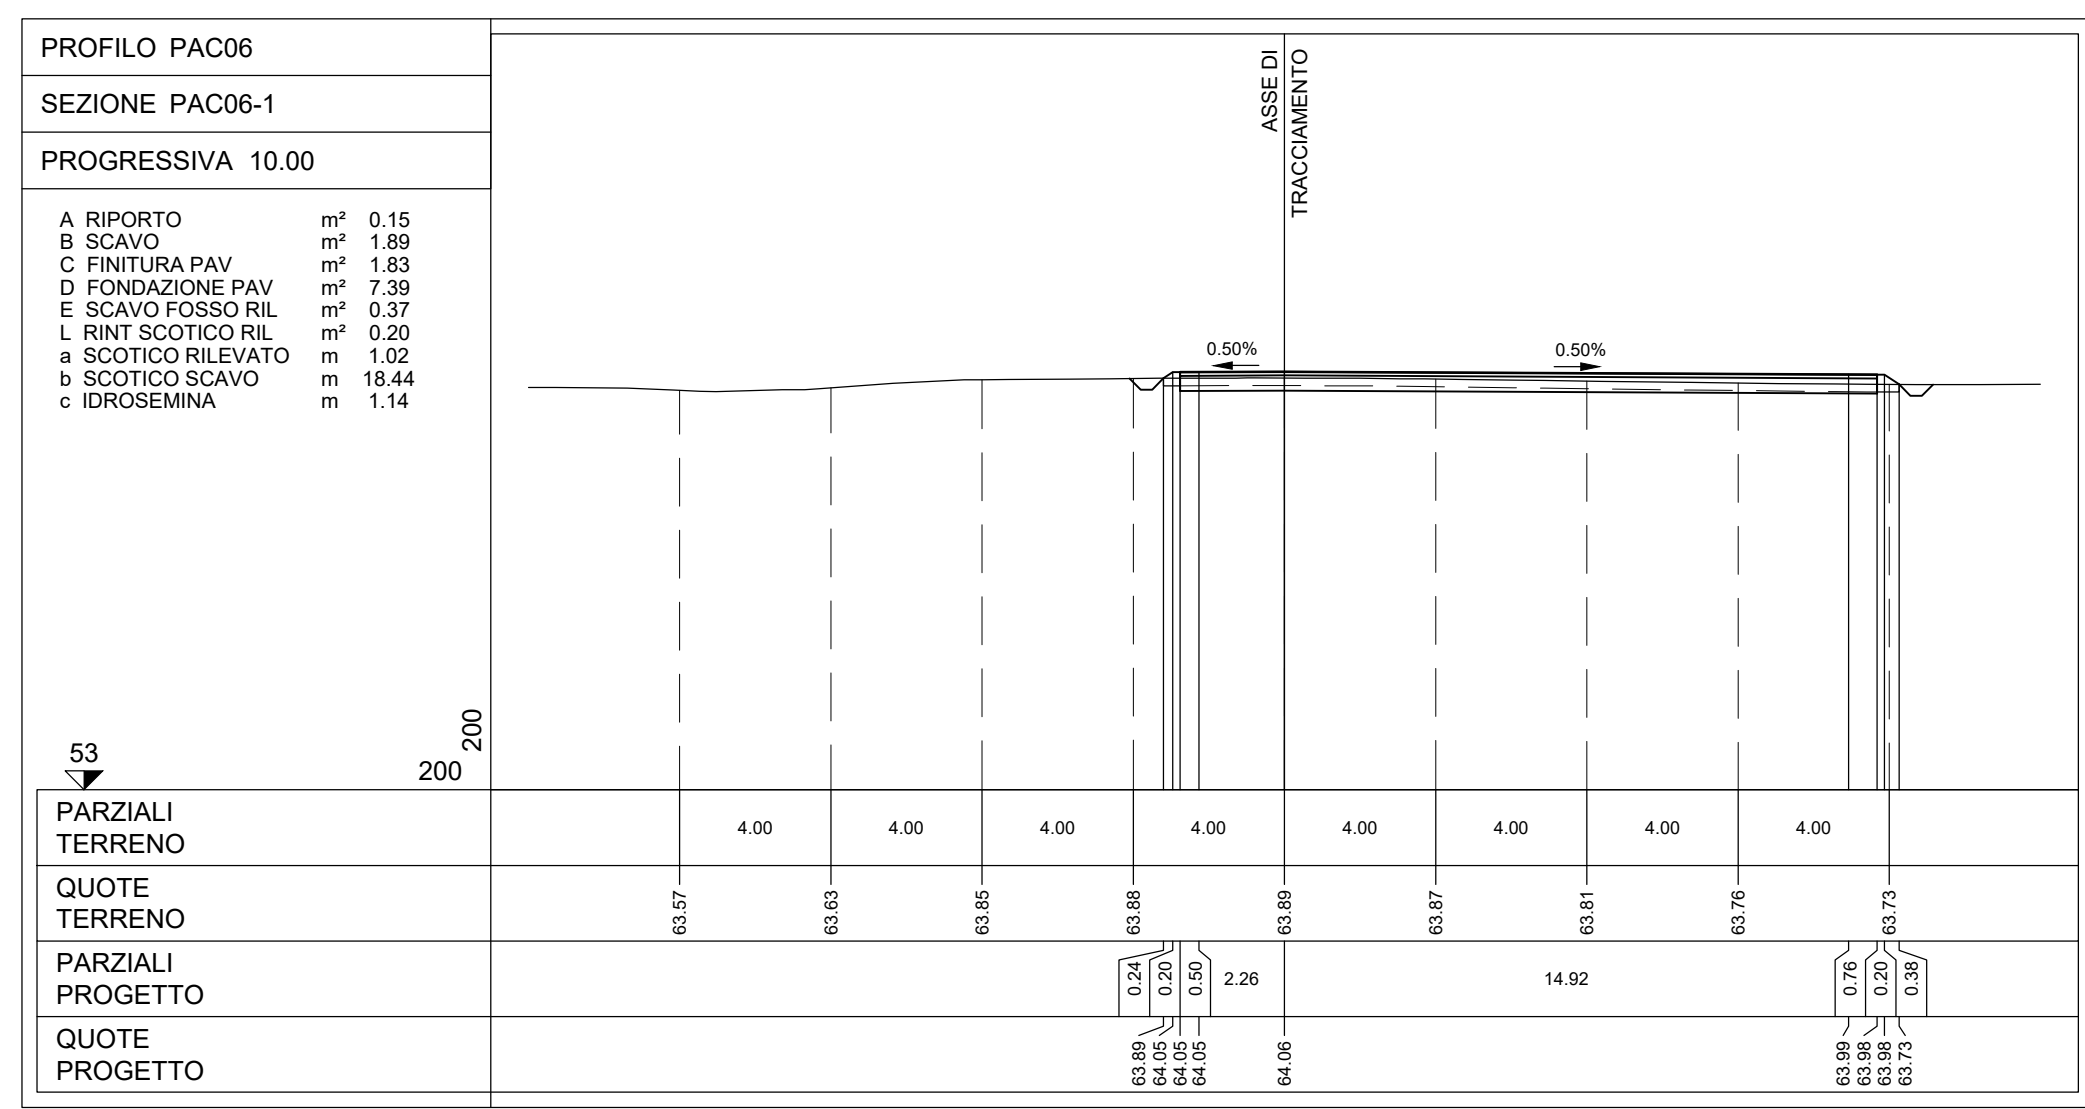 PROFILO PAC06
SEZIONE PAC06-1
PROGRESSIVA 10.00
A RIPORTO m² 0.15
B SCAVO m² 1.89
C FINITURA PAV m² 1.83
D FONDAZIONE PAV m² 7.39
E SCAVO FOSSO RIL m² 0.37
L RINT SCOTICO RIL m² 0.20
a SCOTICO RILEVATO m 1.02
b SCOTICO SCAVO m 18.44
c IDROSEMINA m 1.14
ASSE DI
TRACCIAMENTO
0.50% 0.50%
53
200
200
PARZIALI
TERRENO
4.00 4.00 4.00 4.00 4.00 4.00 4.00 4.00
QUOTE
TERRENO
63.57 63.63 63.85 63.88 63.89 63.87 63.81 63.76 63.73
PARZIALI
PROGETTO
0.24 0.20 0.50 2.26 14.92 0.76 0.20 0.38
QUOTE
PROGETTO
63.89 64.05 64.05 64.05 64.06 63.99 63.98 63.98 63.73